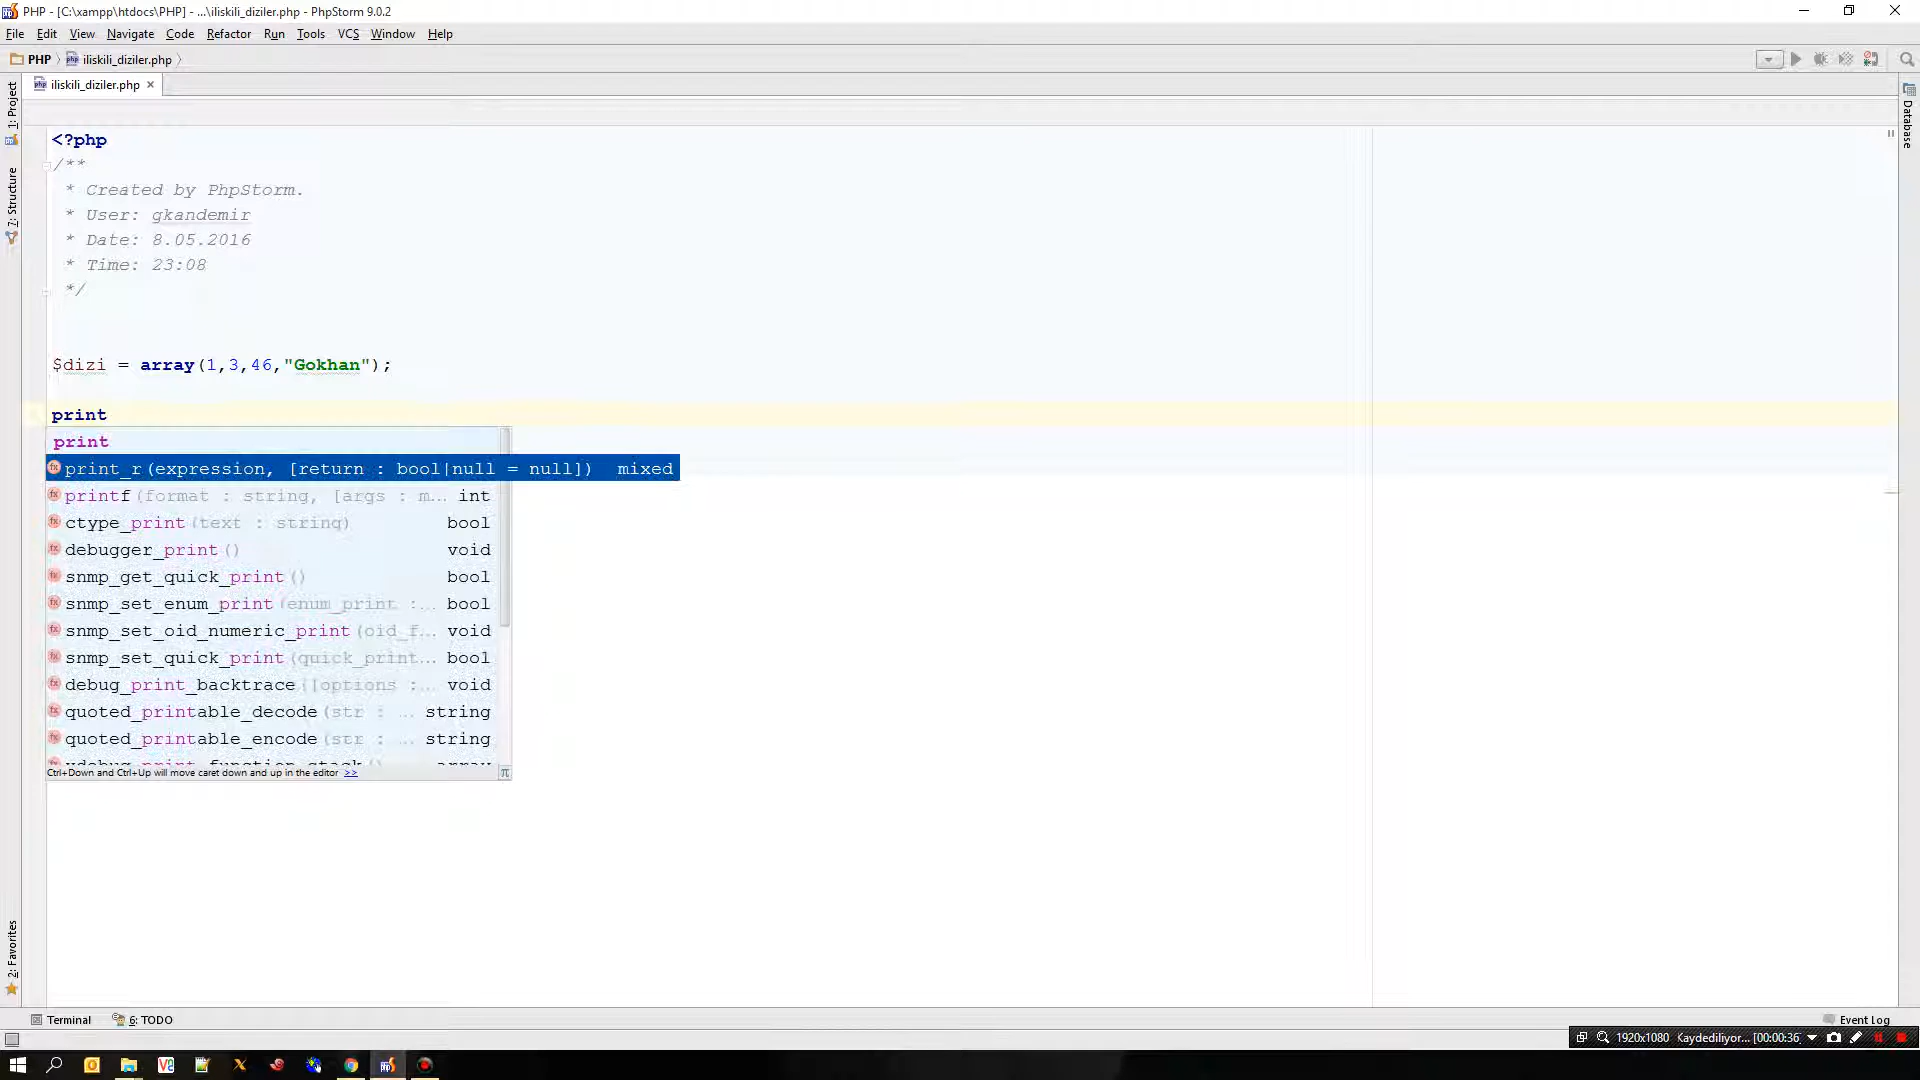 PHP - [C:\xampp\htdocs\PHP] - ...\iliskili_diziler.php - PhpStorm 9.0.2
File Edit View Navigate Code Refactor Run Tools VCS Window Help
PHP iliskili_diziler.php
iliskili_diziler.php
1: Project
7: Structure
2: Favorites
Database
<?php
/**
* Created by PhpStorm.
* User: gkandemir
* Date: 8.05.2016
* Time: 23:08
*/
$dizi = array(1,3,46,"Gokhan");
print
print
print_r(expression, [return : bool|null = null]) mixed
printf(format : string, [args : m... int
ctype_print(text : string) bool
debugger_print() void
snmp_get_quick_print() bool
snmp_set_enum_print(enum_print :... bool
snmp_set_oid_numeric_print(oid_f... void
snmp_set_quick_print(quick_print... bool
debug_print_backtrace([options :... void
quoted_printable_decode(str : ... string
quoted_printable_encode(str : ... string
xdebug_print_function_stack() array
Ctrl+Down and Ctrl+Up will move caret down and up in the editor >>
Terminal 6: TODO
Event Log
1920x1080 Kaydediliyor... [00:00:36]